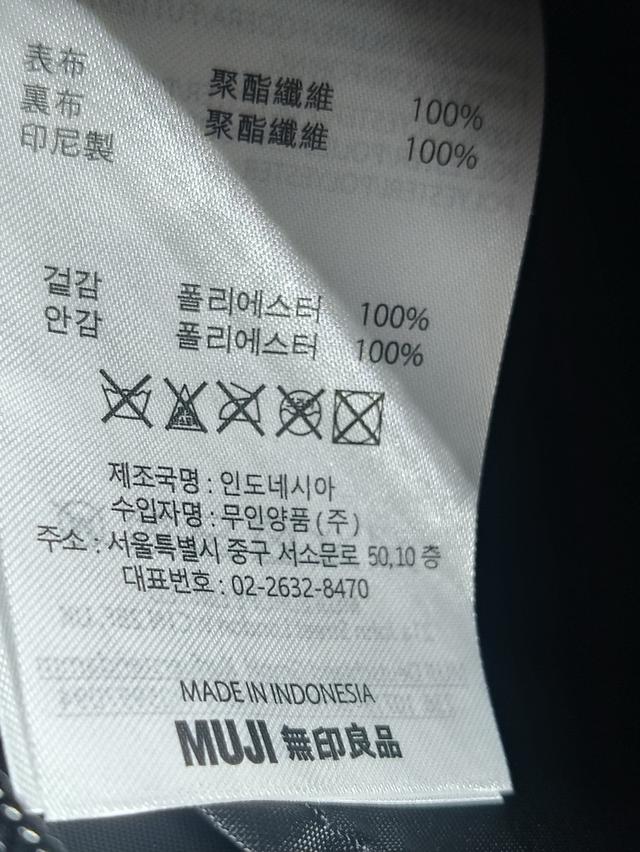 表布 聚酯纖維 100%
裏布 聚酯纖維 100%
印尼製
겉감 폴리에스터 100%
안감 폴리에스터 100%
제조국명 : 인도네시아
수입자명 : 무인양품 (주)
주소 : 서울특별시 중구 서소문로 50,10 층
대표번호 : 02-2632-8470
MADE IN INDONESIA
MUJI 無印良品